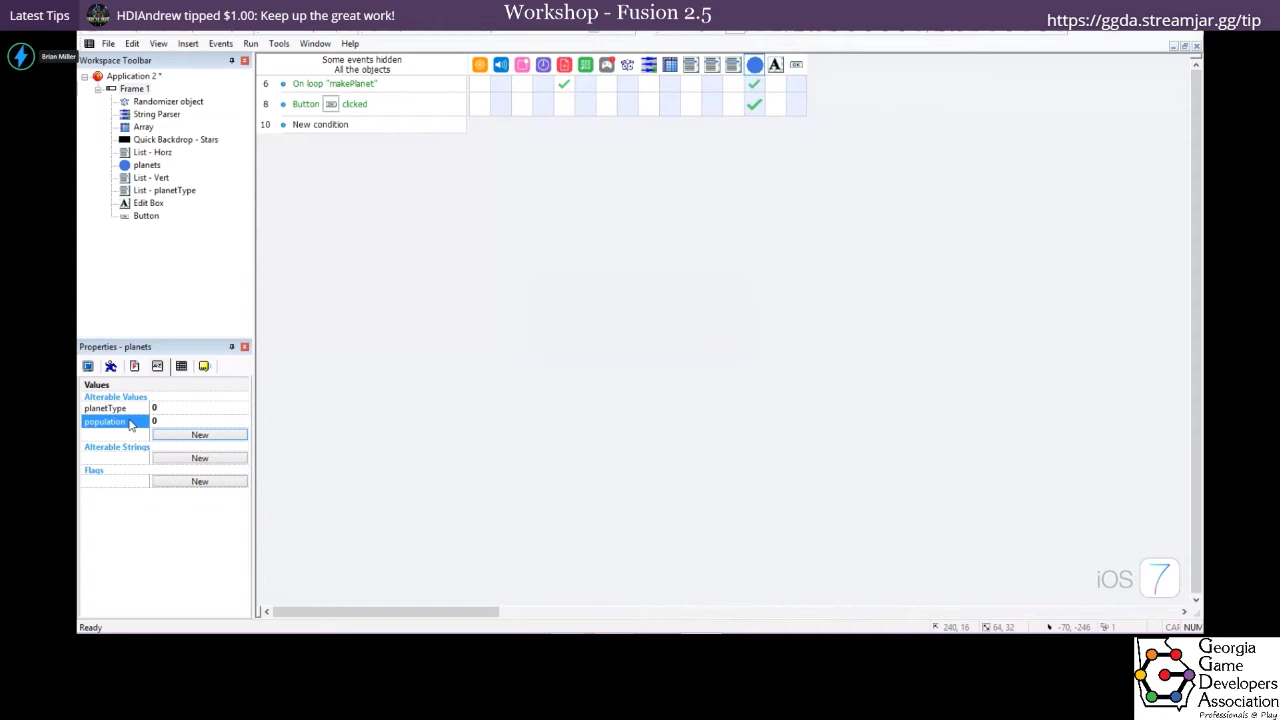 Latest Tips
HDIAndrew tipped $1.00: Keep up the great work!
Workshop - Fusion 2.5
https://ggda.streamjar.gg/tip
Brian Miller
File Edit View Insert Events Run Tools Window Help
Workspace Toolbar
Application 2 *
Frame 1
Randomizer object
String Parser
Array
Quick Backdrop - Stars
List - Horz
planets
List - Vert
List - planetType
Edit Box
Button
Some events hidden
All the objects
6 On loop "makePlanet"
8 Button OK clicked
10 New condition
Properties - planets
Values
Alterable Values
planetType 0
population 0
New
Alterable Strings
New
Flags
New
iOS 7
Ready
240, 16
64, 32
-70, -246
1
CAP NUM
Georgia
Game
Developers
Association
Professionals @ Play